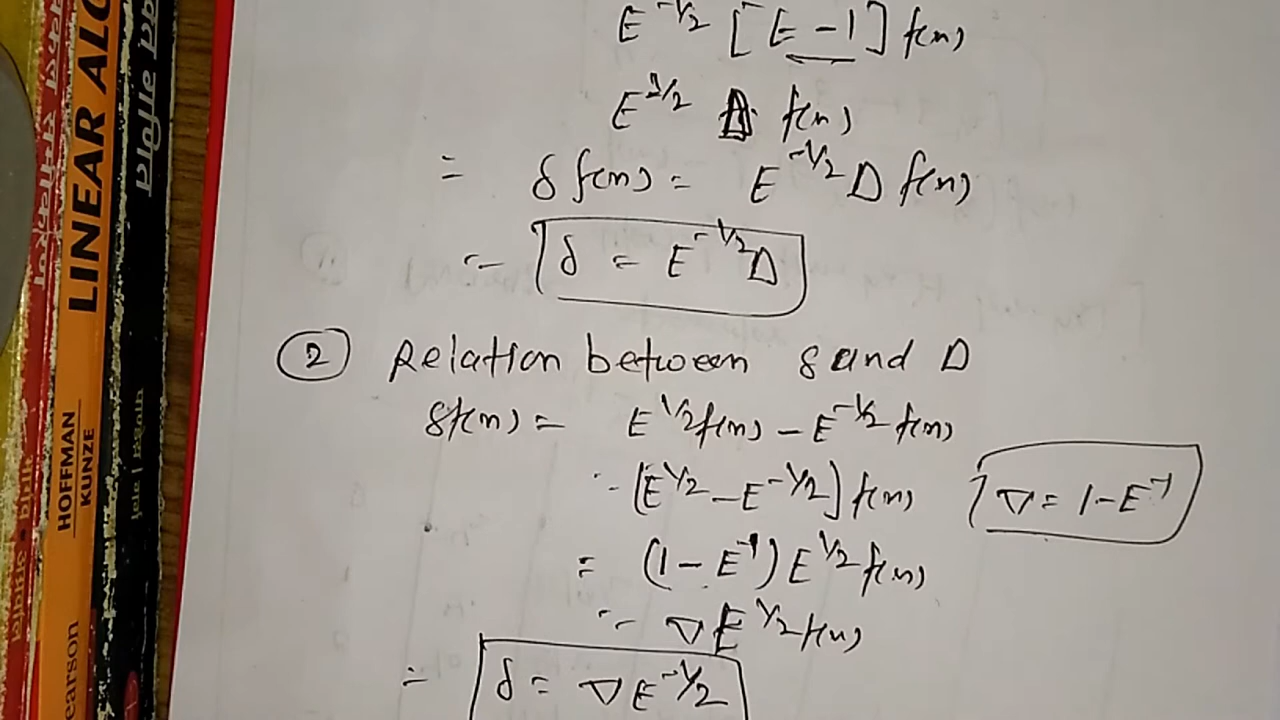 E^-1/2 [E - 1] f(n)
E^1/2 Δ f(n)
= δ f(n) = E^-1/2 Δ f(n)
= δ = E^-1/2 Δ
② Relation between δ and Δ
δf(n) = E^1/2 f(n) - E^-1/2 f(n)
= [E^1/2 - E^-1/2] f(n) ∇ = 1 - E^-1
= (1 - E^-1) E^1/2 f(n)
= ∇ E^1/2 f(n)
= δ = ∇ E^-1/2
LINEAR ALG
HOFFMAN
KUNZE
earson